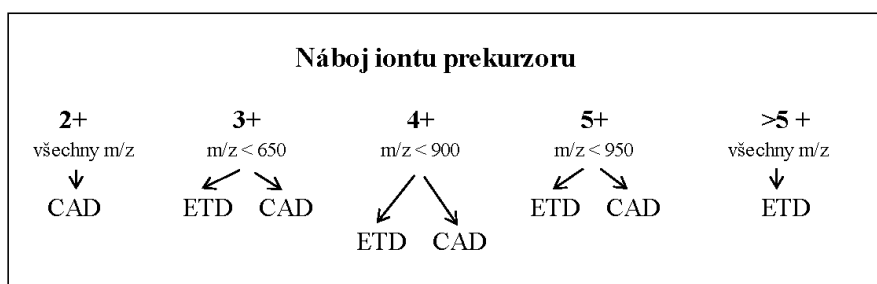 Náboj iontu prekurzoru
2+ 3+ 4+ 5+ >5 +
všechny m/z m/z < 650 m/z < 900 m/z < 950 všechny m/z
CAD ETD CAD ETD CAD ETD
ETD CAD